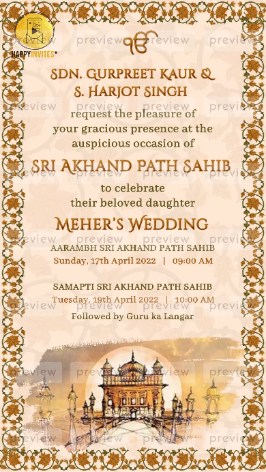 HAPPYINVITES®
ੴ
Sdn. Gurpreet Kaur &
S. Harjot Singh
request the pleasure of
your gracious presence at the
auspicious occasion of
Sri Akhand Path Sahib
to celebrate
their beloved daughter
Meher's Wedding
AARAMBH SRI AKHAND PATH SAHIB
Sunday, 17th April 2022 | 09:00 AM
SAMAPTI SRI AKHAND PATH SAHIB
Tuesday, 19th April 2022 | 10:00 AM
Followed by Guru ka Langar
preview